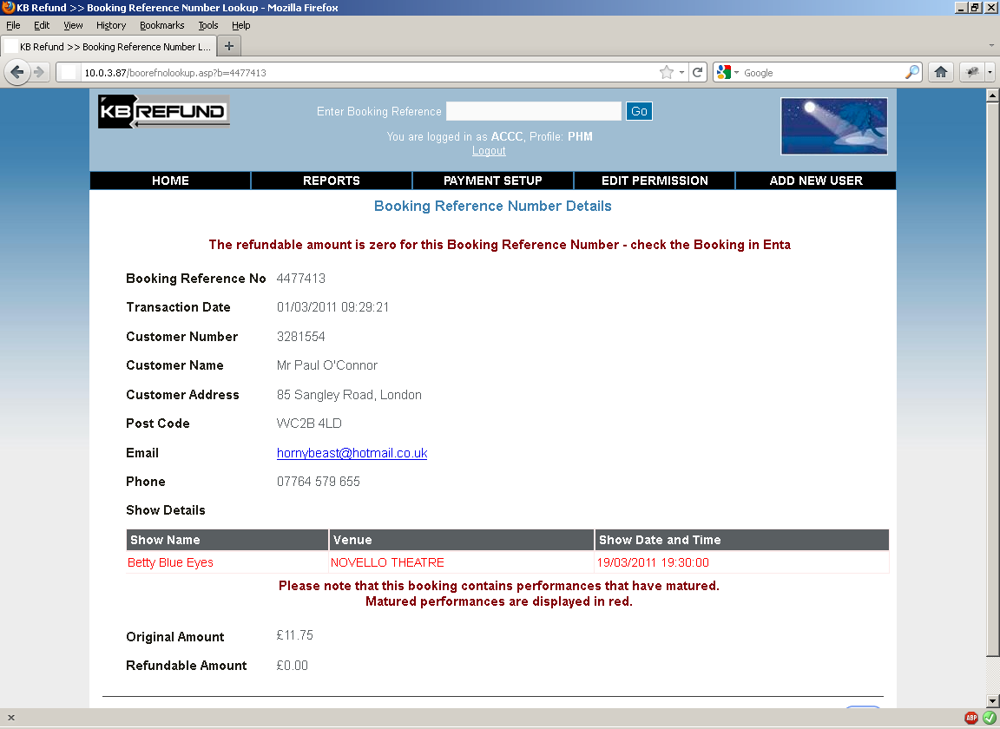 KB Refund >> Booking Reference Number Lookup - Mozilla Firefox
File Edit View History Bookmarks Tools Help
KB Refund >> Booking Reference Number L... +
10.0.3.87/boorefnolookup.asp?b=4477413 Google
KB REFUND
Enter Booking Reference Go
You are logged in as ACCC, Profile: PHM
Logout
HOME REPORTS PAYMENT SETUP EDIT PERMISSION ADD NEW USER
Booking Reference Number Details
The refundable amount is zero for this Booking Reference Number - check the Booking in Enta
Booking Reference No 4477413
Transaction Date 01/03/2011 09:29:21
Customer Number 3281554
Customer Name Mr Paul O'Connor
Customer Address 85 Sangley Road, London
Post Code WC2B 4LD
Email hornybeast@hotmail.co.uk
Phone 07764 579 655
Show Details
Show Name Venue Show Date and Time
Betty Blue Eyes NOVELLO THEATRE 19/03/2011 19:30:00
Please note that this booking contains performances that have matured.
Matured performances are displayed in red.
Original Amount £11.75
Refundable Amount £0.00
ABP